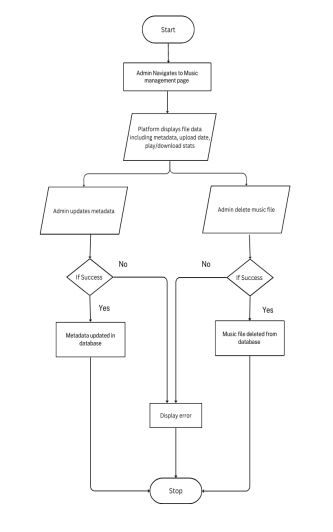 Start
Admin Navigates to Music
management page
Platform displays file data
including metadata, upload date,
play/download stats
Admin updates metadata
Admin delete music file
If Success
No
No
If Success
Yes
Yes
Metadata updated in
database
Music file deleted from
database
Display error
Stop